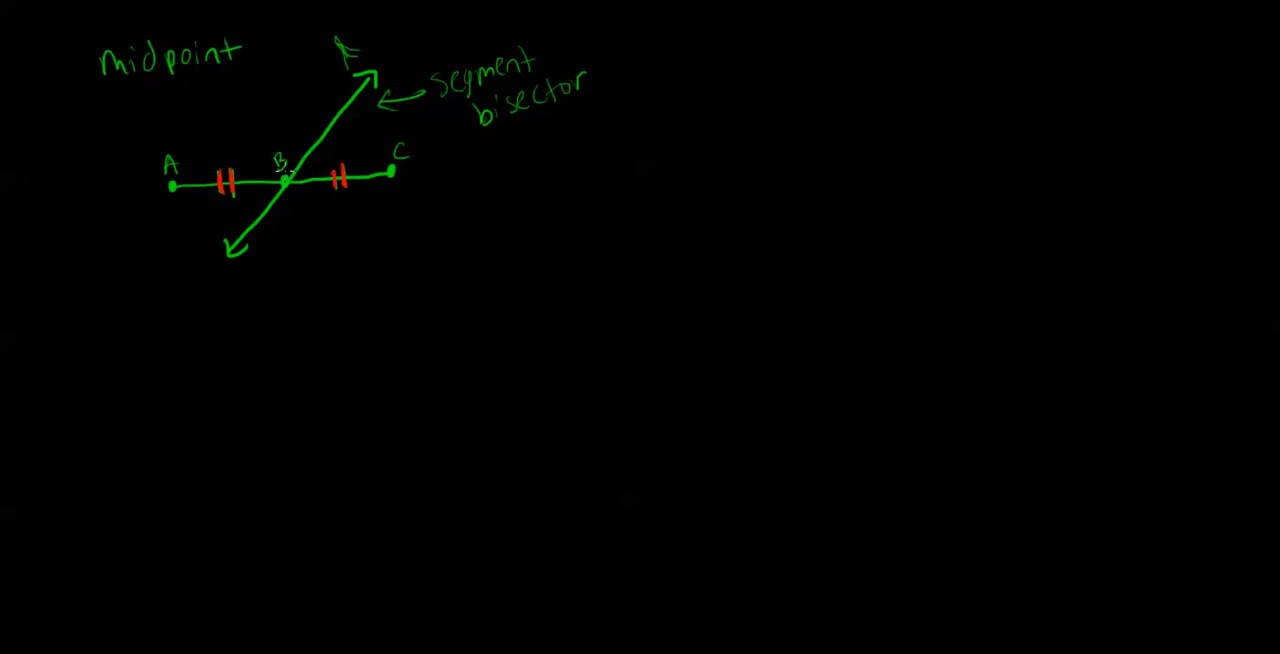 midpoint
segment
bisector
A
B
C